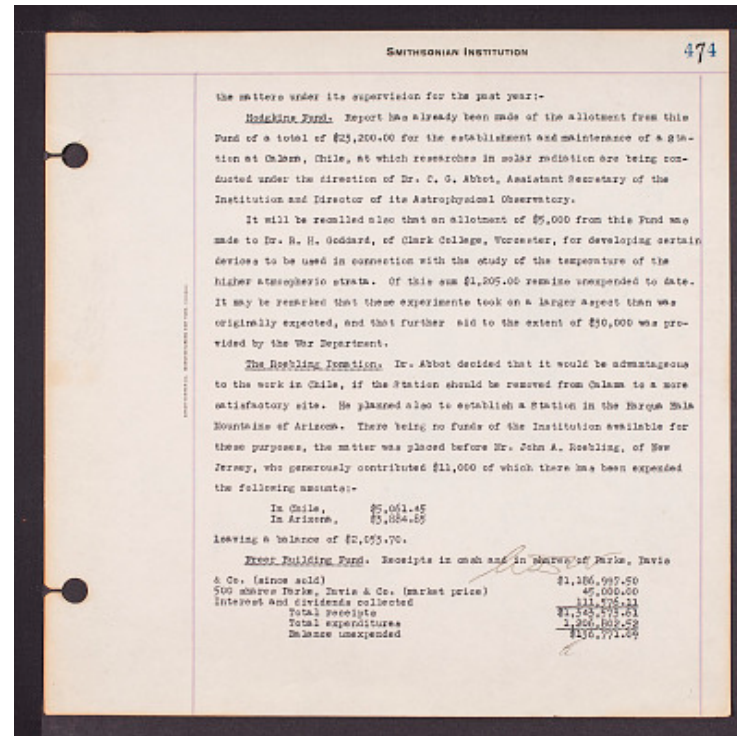 SMITHSONIAN INSTITUTION
474
the matters under its supervision for the past year:-
Hodgkins Fund. Report has already been made of the allotment from this
Fund of a total of $23,200.00 for the establishment and maintenance of a Sta-
tion at Calama, Chile, at which researches in solar radiation are being con-
ducted under the direction of Dr. C. G. Abbot, Assistant Secretary of the
Institution and Director of its Astrophysical Observatory.
It will be recalled also that an allotment of $5,000 from this Fund was
made to Dr. R. H. Goddard, of Clark College, Worcester, for developing certain
devices to be used in connection with the study of the temperature of the
higher atmospheric strata. Of this sum $1,205.00 remains unexpended to date.
It may be remarked that these experiments took on a larger aspect than was
originally expected, and that further aid to the extent of $30,000 was pro-
vided by the War Department.
The Roebling Donation. Dr. Abbot decided that it would be advantageous
to the work in Chile, if the Station should be removed from Calama to a more
satisfactory site. He planned also to establish a Station in the Harqua Hala
Mountains of Arizona. There being no funds of the Institution available for
these purposes, the matter was placed before Mr. John A. Roebling, of New
Jersey, who generously contributed $11,000 of which there has been expended
the following amounts:-
In Chile, $5,061.45
In Arizona, $3,884.85
leaving a balance of $2,053.70.
Freer Building Fund. Receipts in cash and in shares of Parke, Davis
& Co. (since sold) $1,186,997.50
500 shares Parke, Davis & Co. (market price) 45,000.00
Interest and dividends collected 111,576.11
Total receipts $1,343,573.61
Total expenditures 1,206,802.52
Balance unexpended $136,771.09